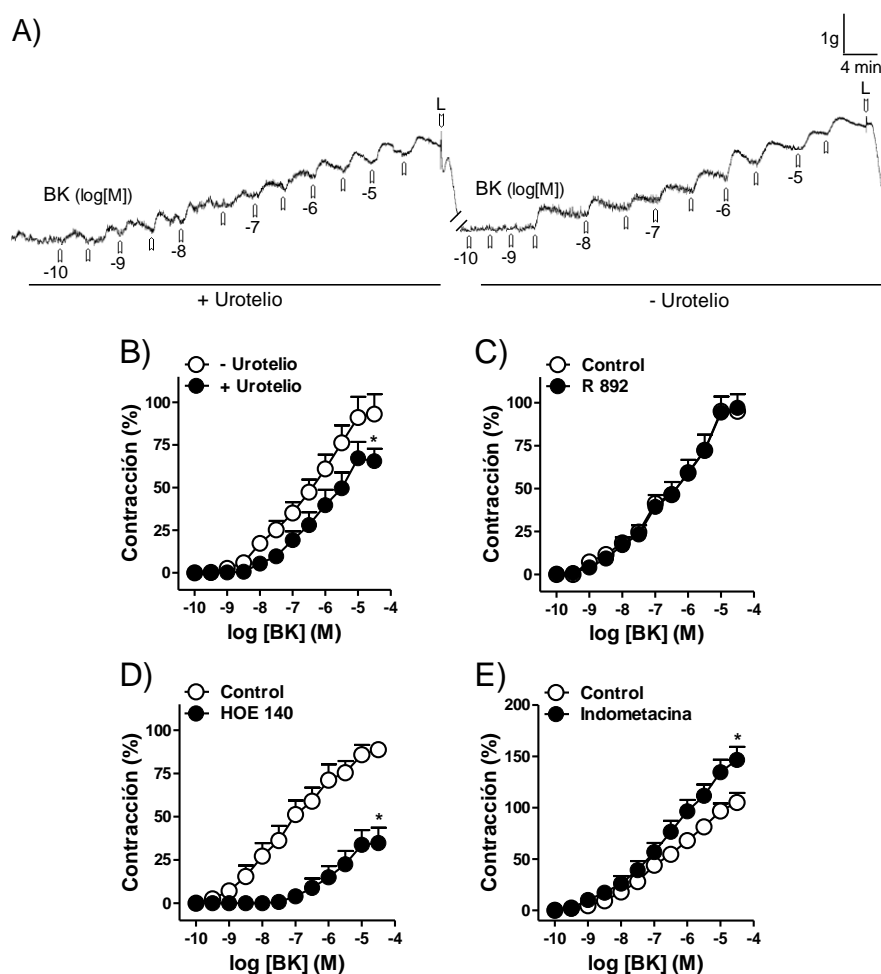 A)
1g
4 min
L
L
BK (log[M])
BK (log[M])
-10
-9
-8
-7
-6
-5
-10
-9
-8
-7
-6
-5
+ Urotelio
- Urotelio
B)
- Urotelio
+ Urotelio
Contracción (%)
100
75
50
25
0
*
-10 -9 -8 -7 -6 -5 -4
log [BK] (M)
C)
Control
R 892
Contracción (%)
100
75
50
25
0
-10 -9 -8 -7 -6 -5 -4
log [BK] (M)
D)
Control
HOE 140
Contracción (%)
100
75
50
25
0
*
-10 -9 -8 -7 -6 -5 -4
log [BK] (M)
E)
Control
Indometacina
Contracción (%)
200
150
100
50
0
*
-10 -9 -8 -7 -6 -5 -4
log [BK] (M)